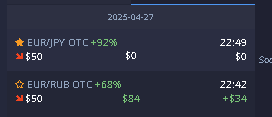 2025-04-27
EUR/JPY OTC +92% 22:49
$50 $0 $0
EUR/RUB OTC +68% 22:42
$50 $84 +$34